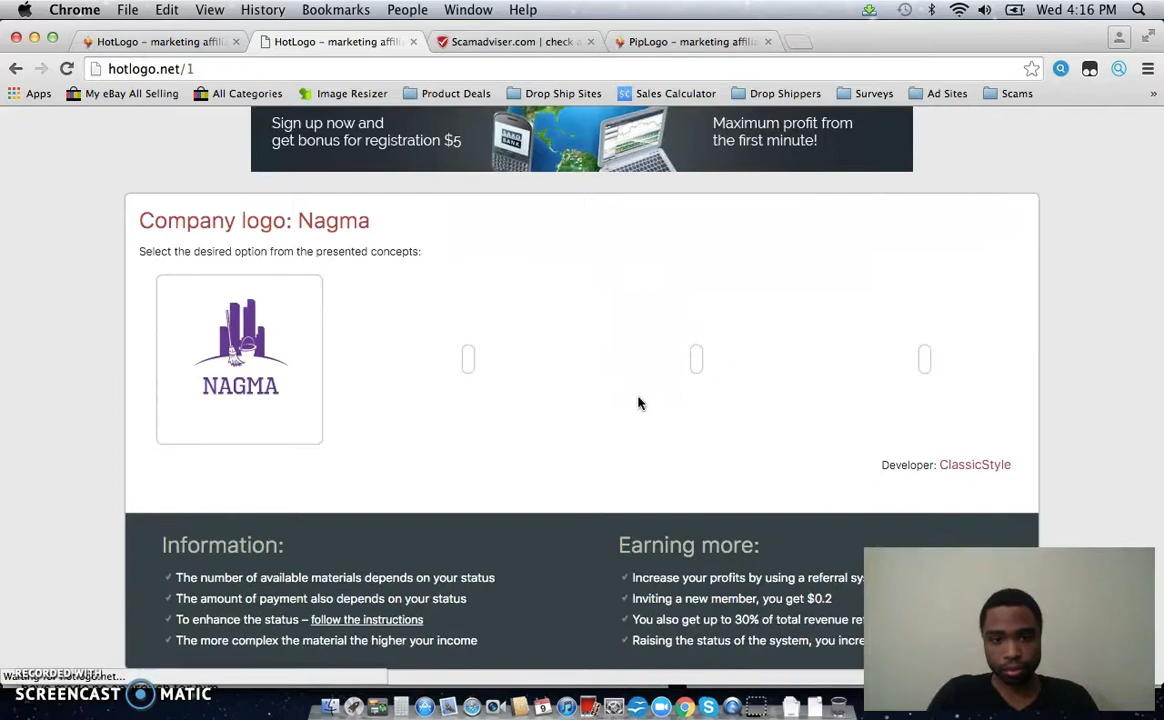 Chrome File Edit View History Bookmarks People Window Help Wed 4:16 PM
HotLogo – marketing affili HotLogo – marketing affili Scamadviser.com | check a PipLogo – marketing affilia
hotlogo.net/1
Apps My eBay All Selling All Categories Image Resizer Product Deals Drop Ship Sites Sales Calculator Drop Shippers Surveys Ad Sites Scams »
Sign up now and
get bonus for registration $5
SAXO
BANK
Maximum profit from
the first minute!
Company logo: Nagma
Select the desired option from the presented concepts:
NAGMA
Developer: ClassicStyle
Information:
The number of available materials depends on your status
The amount of payment also depends on your status
To enhance the status – follow the instructions
The more complex the material the higher your income
Earning more:
Increase your profits by using a referral sy
Inviting a new member, you get $0.2
You also get up to 30% of total revenue re
Raising the status of the system, you incre
RECORDED WITH
SCREENCAST MATIC